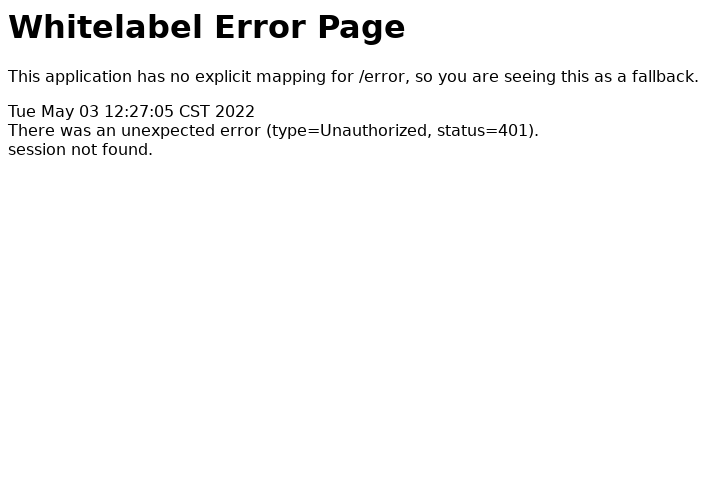 Whitelabel Error Page
This application has no explicit mapping for /error, so you are seeing this as a fallback.
Tue May 03 12:27:05 CST 2022
There was an unexpected error (type=Unauthorized, status=401).
session not found.